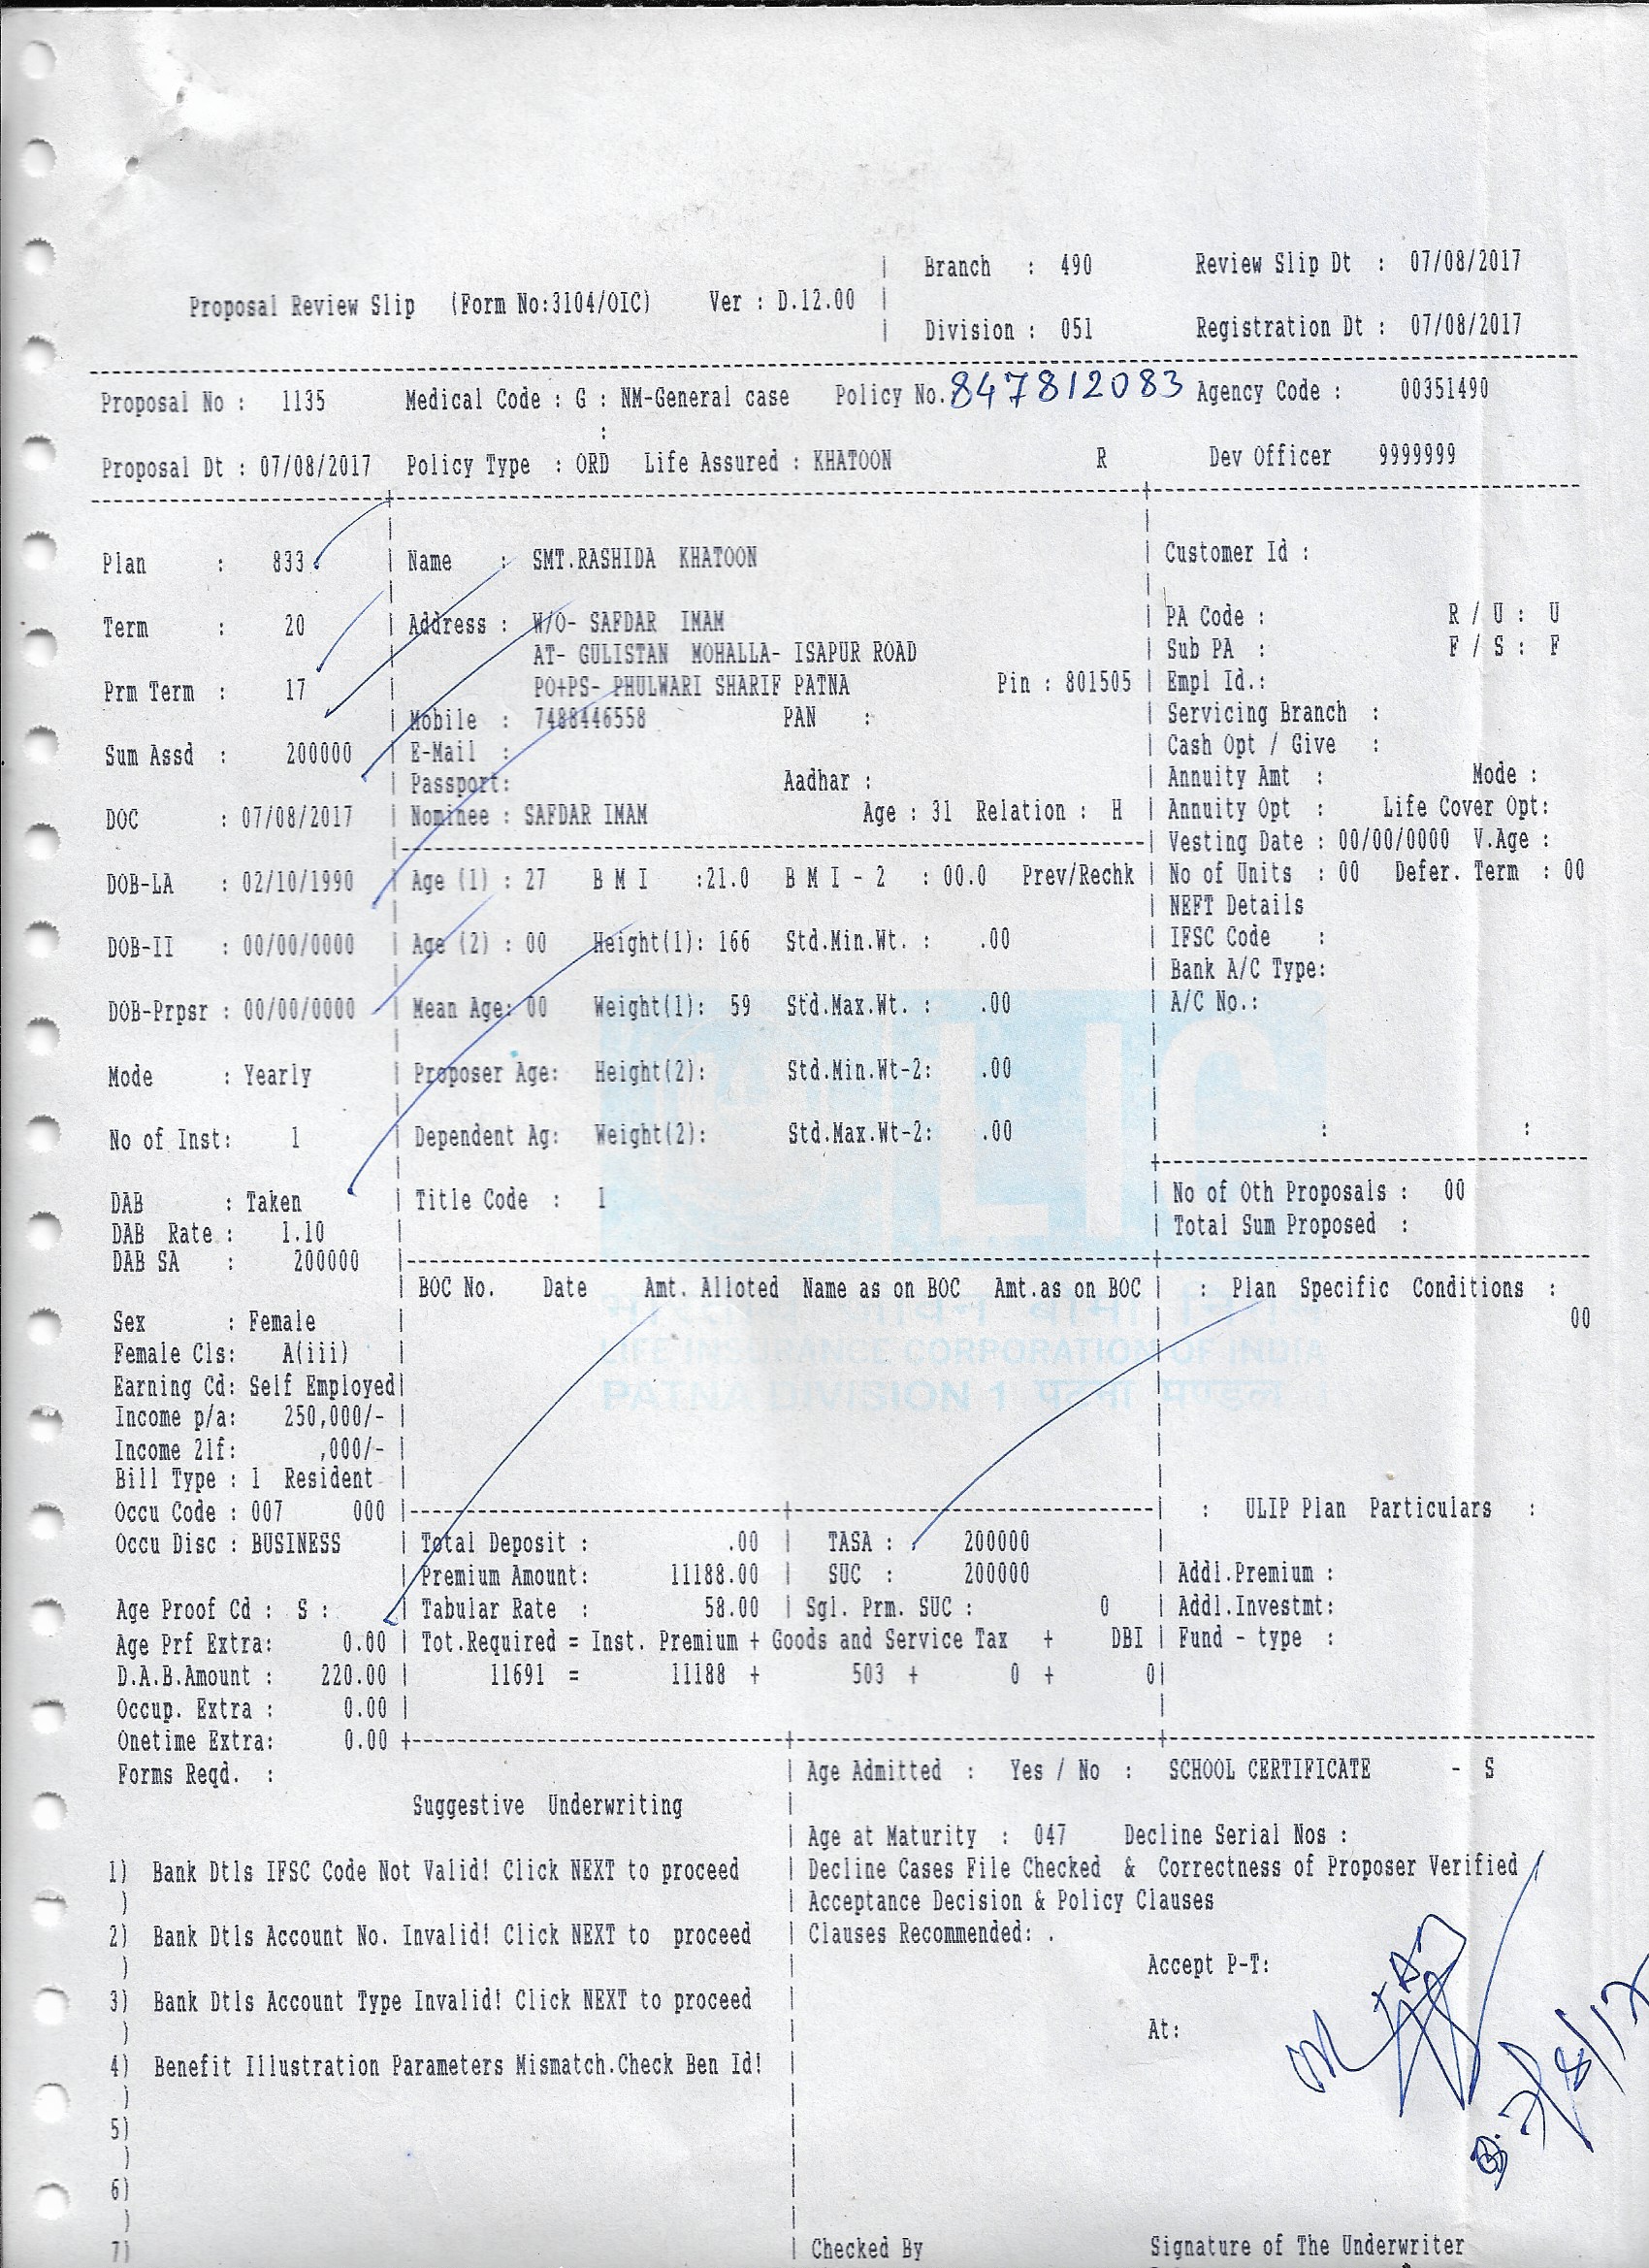 Branch : 490 Review Slip Dt : 07/08/2017
Proposal Review Slip (Form No:3104/OIC) Ver : D.12.00
Division : 051 Registration Dt : 07/08/2017
Proposal No : 1135 Medical Code : G : NM-General case Policy No. 847812083 Agency Code : 00351490
:
Proposal Dt : 07/08/2017 Policy Type : ORD Life Assured : KHATOON R Dev Officer 9999999
Plan : 833 Name : SMT.RASHIDA KHATOON Customer Id :
Term : 20 Address : W/O- SAFDAR IMAM PA Code : R / U : U
AT- GULISTAN MOHALLA- ISAPUR ROAD Sub PA : F / S : F
Prm Term : 17 PO+PS- PHULWARI SHARIF PATNA Pin : 801505 Empl Id.:
Mobile : 7488446558 PAN : Servicing Branch :
Sum Assd : 200000 E-Mail : Cash Opt / Give :
Passport: Aadhar : Annuity Amt : Mode :
DOC : 07/08/2017 Nominee : SAFDAR IMAM Age : 31 Relation : H Annuity Opt : Life Cover Opt:
Vesting Date : 00/00/0000 V.Age :
DOB-LA : 02/10/1990 Age (1) : 27 B M I :21.0 B M I - 2 : 00.0 Prev/Rechk No of Units : 00 Defer. Term : 00
NEFT Details
DOB-II : 00/00/0000 Age (2) : 00 Height(1): 166 Std.Min.Wt. : .00 IFSC Code :
Bank A/C Type:
DOB-Prpsr : 00/00/0000 Mean Age: 00 Weight(1): 59 Std.Max.Wt. : .00 A/C No.:
Mode : Yearly Proposer Age: Height(2): Std.Min.Wt-2: .00
No of Inst: 1 Dependent Ag: Weight(2): Std.Max.Wt-2: .00 : :
DAB : Taken Title Code : 1 No of Oth Proposals : 00
DAB Rate : 1.10 Total Sum Proposed :
DAB SA : 200000
BOC No. Date Amt. Alloted Name as on BOC Amt.as on BOC : Plan Specific Conditions :
Sex : Female 00
Female Cls: A(iii)
Earning Cd: Self Employed
Income p/a: 250,000/-
Income 2lf: ,000/-
Bill Type : 1 Resident
Occu Code : 007 000 : ULIP Plan Particulars :
Occu Disc : BUSINESS Total Deposit : .00 TASA : 200000
Premium Amount: 11188.00 SUC : 200000 Addl.Premium :
Age Proof Cd : S : Tabular Rate : 58.00 Sgl. Prm. SUC : 0 Addl.Investmt:
Age Prf Extra: 0.00 Tot.Required = Inst. Premium + Goods and Service Tax + DBI Fund - type :
D.A.B.Amount : 220.00 11691 = 11188 + 503 + 0 + 0
Occup. Extra : 0.00
Onetime Extra: 0.00
Forms Reqd. : Age Admitted : Yes / No : SCHOOL CERTIFICATE - S
Suggestive Underwriting
Age at Maturity : 047 Decline Serial Nos :
1) Bank Dtls IFSC Code Not Valid! Click NEXT to proceed Decline Cases File Checked & Correctness of Proposer Verified
) Acceptance Decision & Policy Clauses
2) Bank Dtls Account No. Invalid! Click NEXT to proceed Clauses Recommended: .
) Accept P-T:
3) Bank Dtls Account Type Invalid! Click NEXT to proceed
) At:
4) Benefit Illustration Parameters Mismatch.Check Ben Id!
)
5)
)
6)
)
7) Checked By Signature of The Underwriter
LIC
LIFE INSURANCE CORPORATION OF INDIA
PATNA DIVISION 1 पटना मण्डल 1